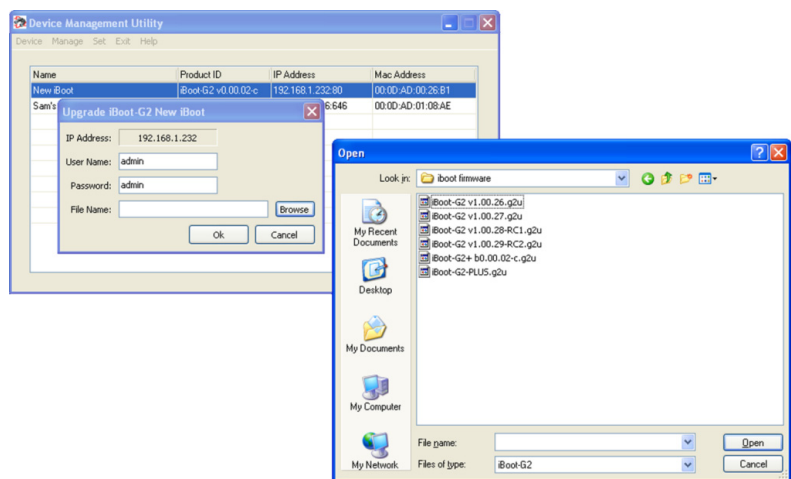 Device Management Utility
Device Manage Set Exit Help
Name Product ID IP Address Mac Address
New iBoot iBoot-G2 v0.00.02-c 192.168.1.232:80 00:0D:AD:00:26:B1
Sam's 6:646 00:0D:AD:01:08:AE
Upgrade iBoot-G2 New iBoot
IP Address: 192.168.1.232
User Name: admin
Password: admin
File Name: Browse
Ok Cancel
Open
Look in: iboot firmware
My Recent Documents
Desktop
My Documents
My Computer
My Network
iBoot-G2 v1.00.26.g2u
iBoot-G2 v1.00.27.g2u
iBoot-G2 v1.00.28-RC1.g2u
iBoot-G2 v1.00.29-RC2.g2u
iBoot-G2+ b0.00.02-c.g2u
iBoot-G2-PLUS.g2u
File name: Open
Files of type: iBoot-G2 Cancel